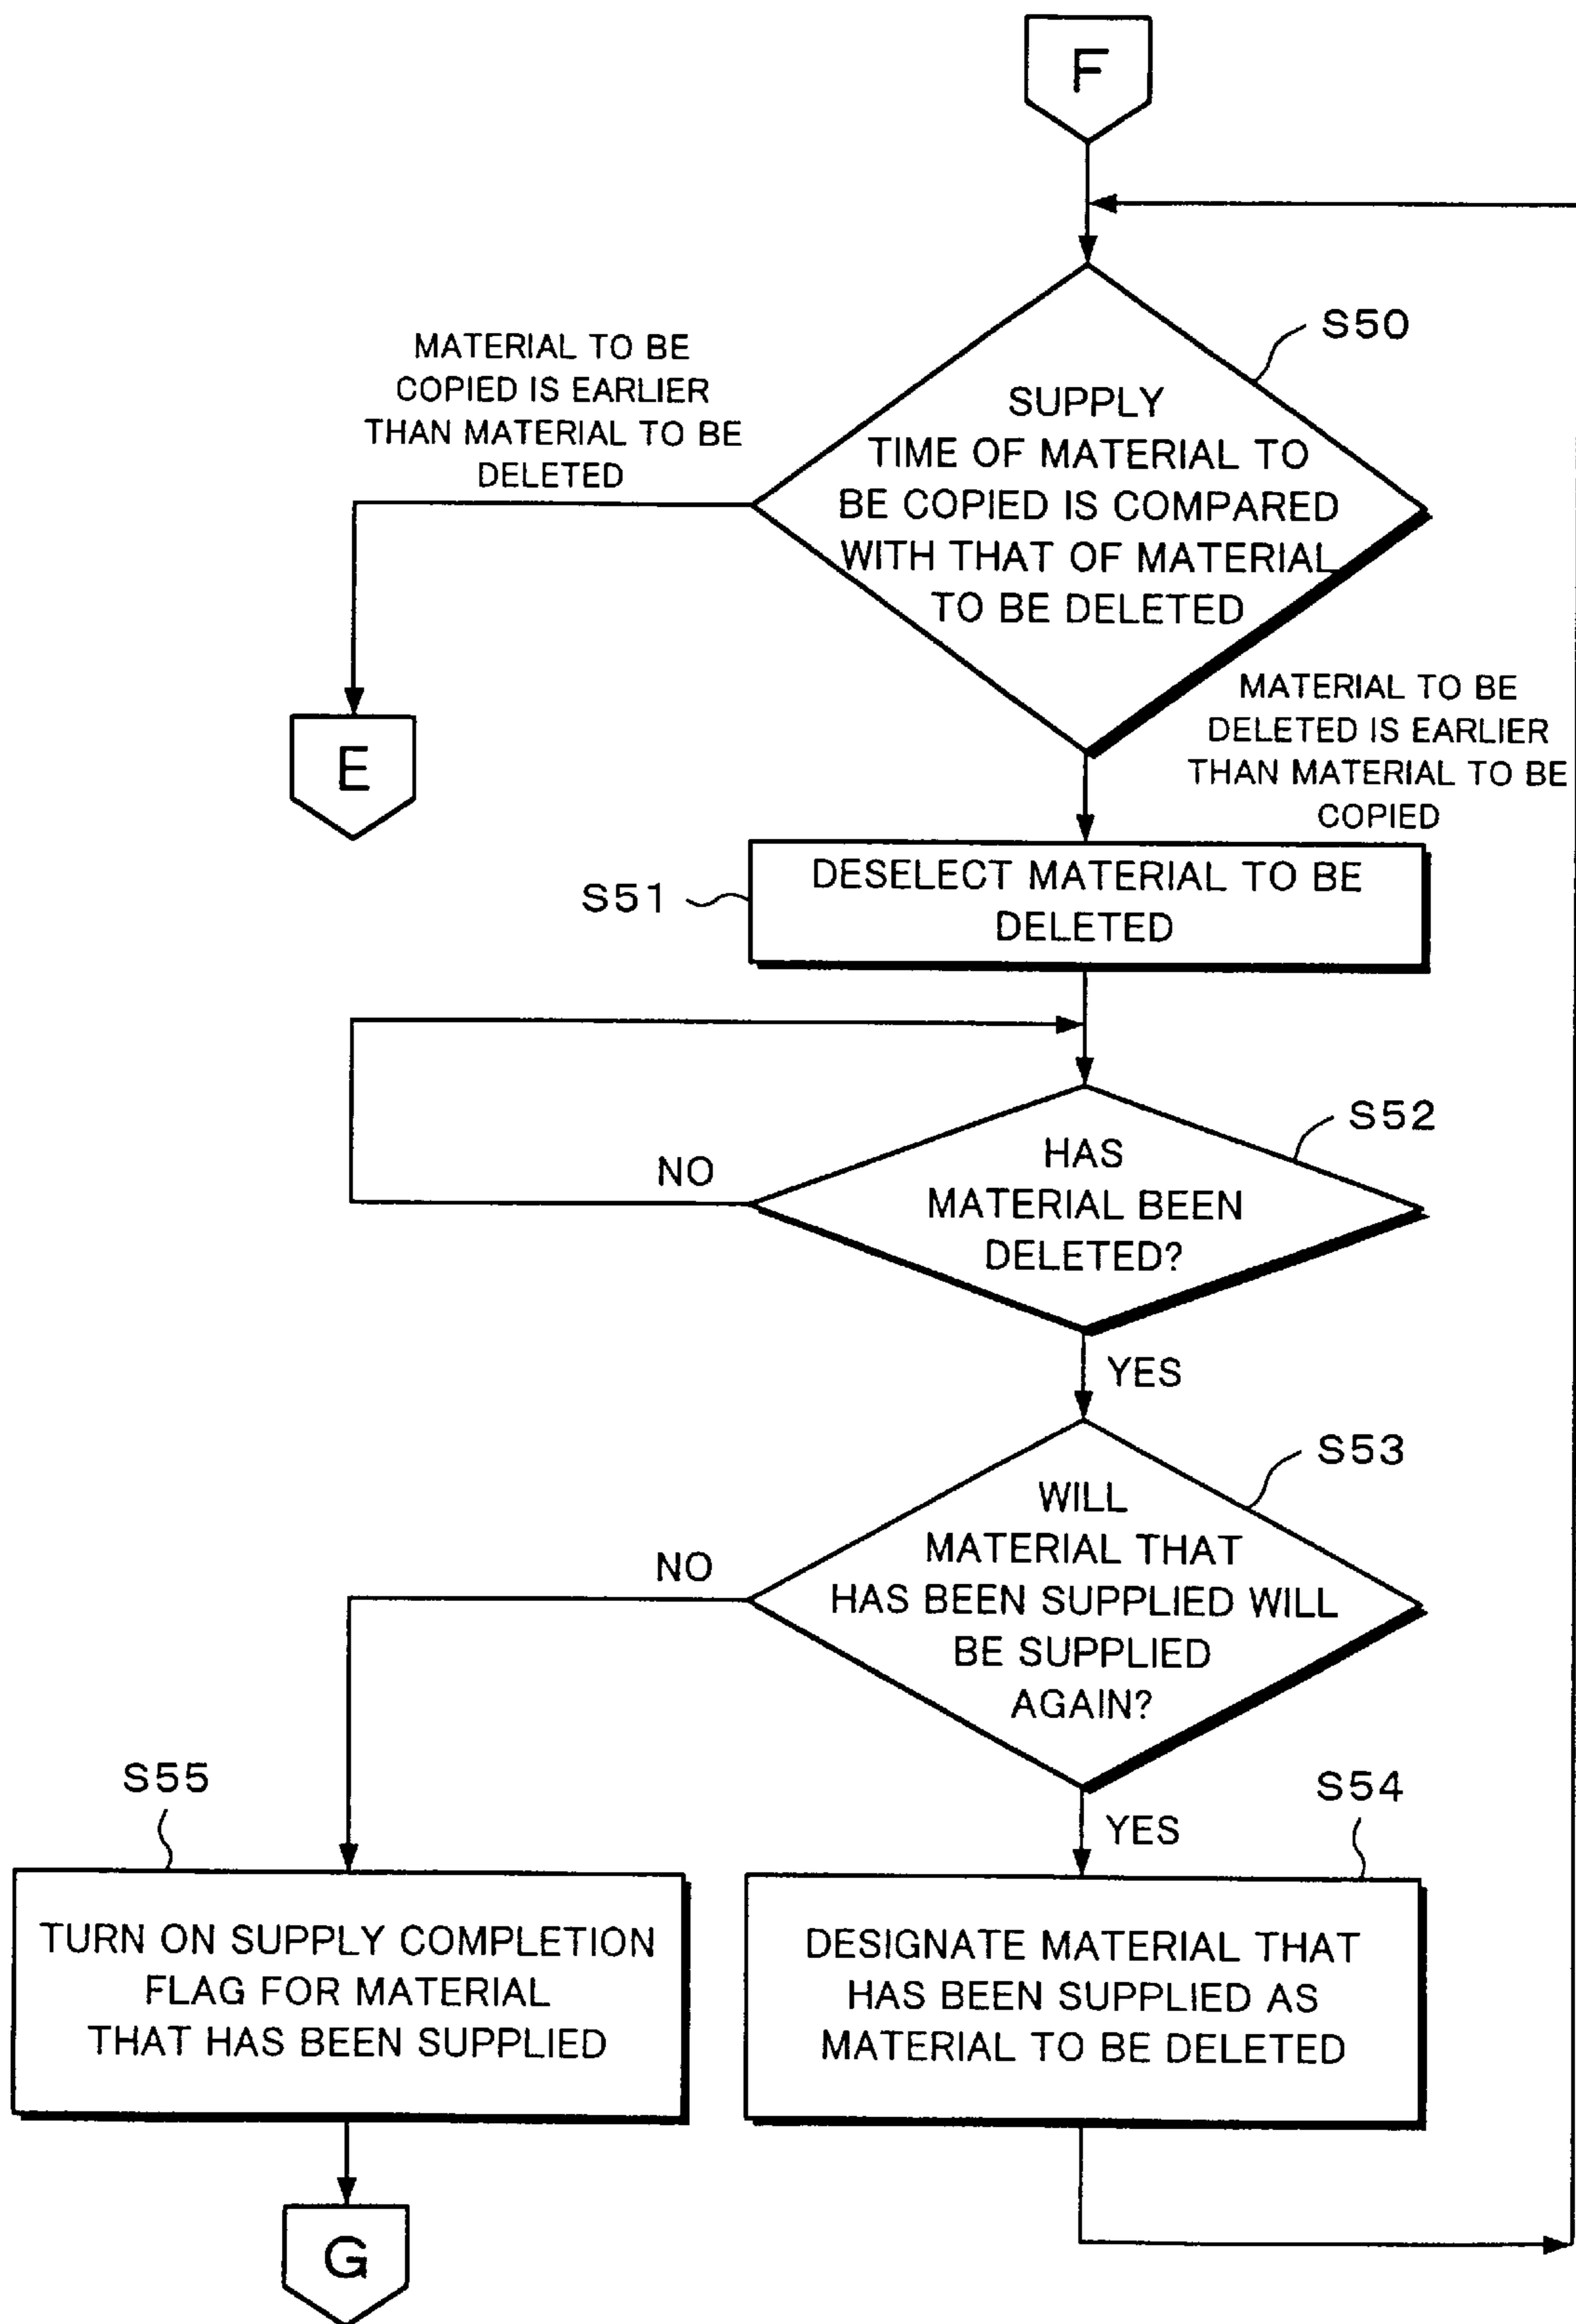 F
S50
MATERIAL TO BE
COPIED IS EARLIER
THAN MATERIAL TO BE
DELETED
SUPPLY
TIME OF MATERIAL TO
BE COPIED IS COMPARED
WITH THAT OF MATERIAL
TO BE DELETED
MATERIAL TO BE
DELETED IS EARLIER
THAN MATERIAL TO BE
COPIED
E
S51
DESELECT MATERIAL TO BE
DELETED
S52
NO
HAS
MATERIAL BEEN
DELETED?
YES
S53
NO
WILL
MATERIAL THAT
HAS BEEN SUPPLIED WILL
BE SUPPLIED
AGAIN?
S55
YES
S54
TURN ON SUPPLY COMPLETION
FLAG FOR MATERIAL
THAT HAS BEEN SUPPLIED
DESIGNATE MATERIAL THAT
HAS BEEN SUPPLIED AS
MATERIAL TO BE DELETED
G